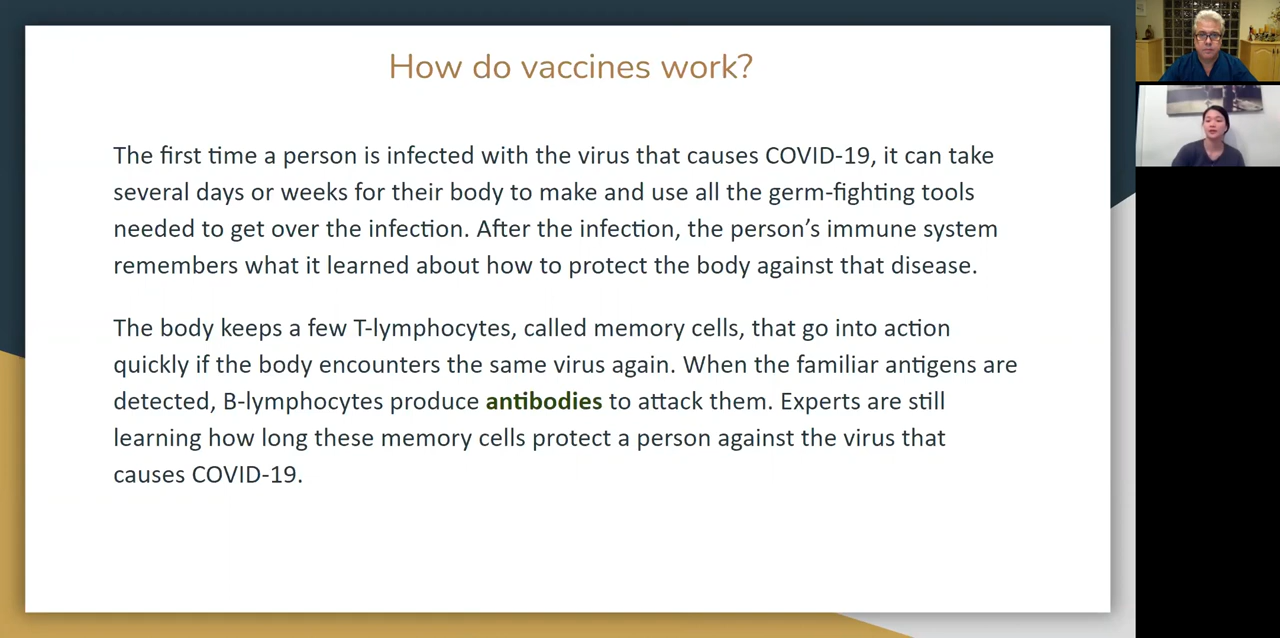 How do vaccines work?
The first time a person is infected with the virus that causes COVID-19, it can take
several days or weeks for their body to make and use all the germ-fighting tools
needed to get over the infection. After the infection, the person’s immune system
remembers what it learned about how to protect the body against that disease.
The body keeps a few T-lymphocytes, called memory cells, that go into action
quickly if the body encounters the same virus again. When the familiar antigens are
detected, B-lymphocytes produce antibodies to attack them. Experts are still
learning how long these memory cells protect a person against the virus that
causes COVID-19.